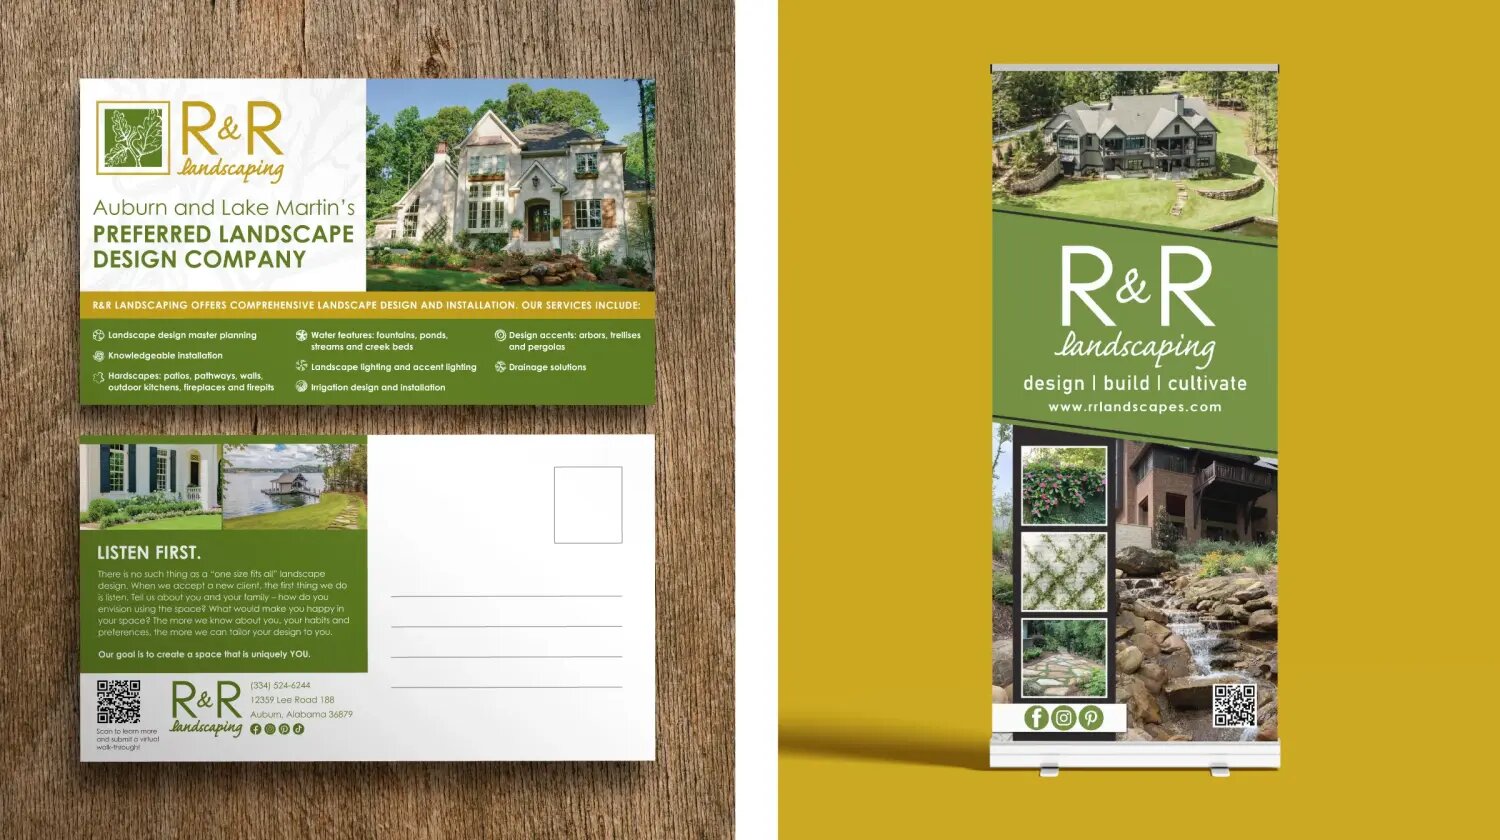 R&R
landscaping
Auburn and Lake Martin's
PREFERRED LANDSCAPE
DESIGN COMPANY
R&R LANDSCAPING OFFERS COMPREHENSIVE LANDSCAPE DESIGN AND INSTALLATION. OUR SERVICES INCLUDE:
Landscape design master planning
Knowledgeable installation
Hardscapes: patios, pathways, walls,
outdoor kitchens, fireplaces and firepits
Water features: fountains, ponds,
streams and creek beds
Landscape lighting and accent lighting
Irrigation design and installation
Design accents: arbors, trellises
and pergolas
Drainage solutions
LISTEN FIRST.
There is no such thing as a "one size fits all" landscape
design. When we accept a new client, the first thing we do
is listen. Tell us about you and your family – how do you
envision using the space? What would make you happy in
your space? The more we know about you, your habits and
preferences, the more we can tailor your design to you.
Our goal is to create a space that is uniquely YOU.
Scan to learn more
and submit a virtual
walk-through!
R&R
landscaping
(334) 524-6244
12359 Lee Road 188
Auburn, Alabama 36879
R&R
landscaping
design | build | cultivate
www.rrlandscapes.com